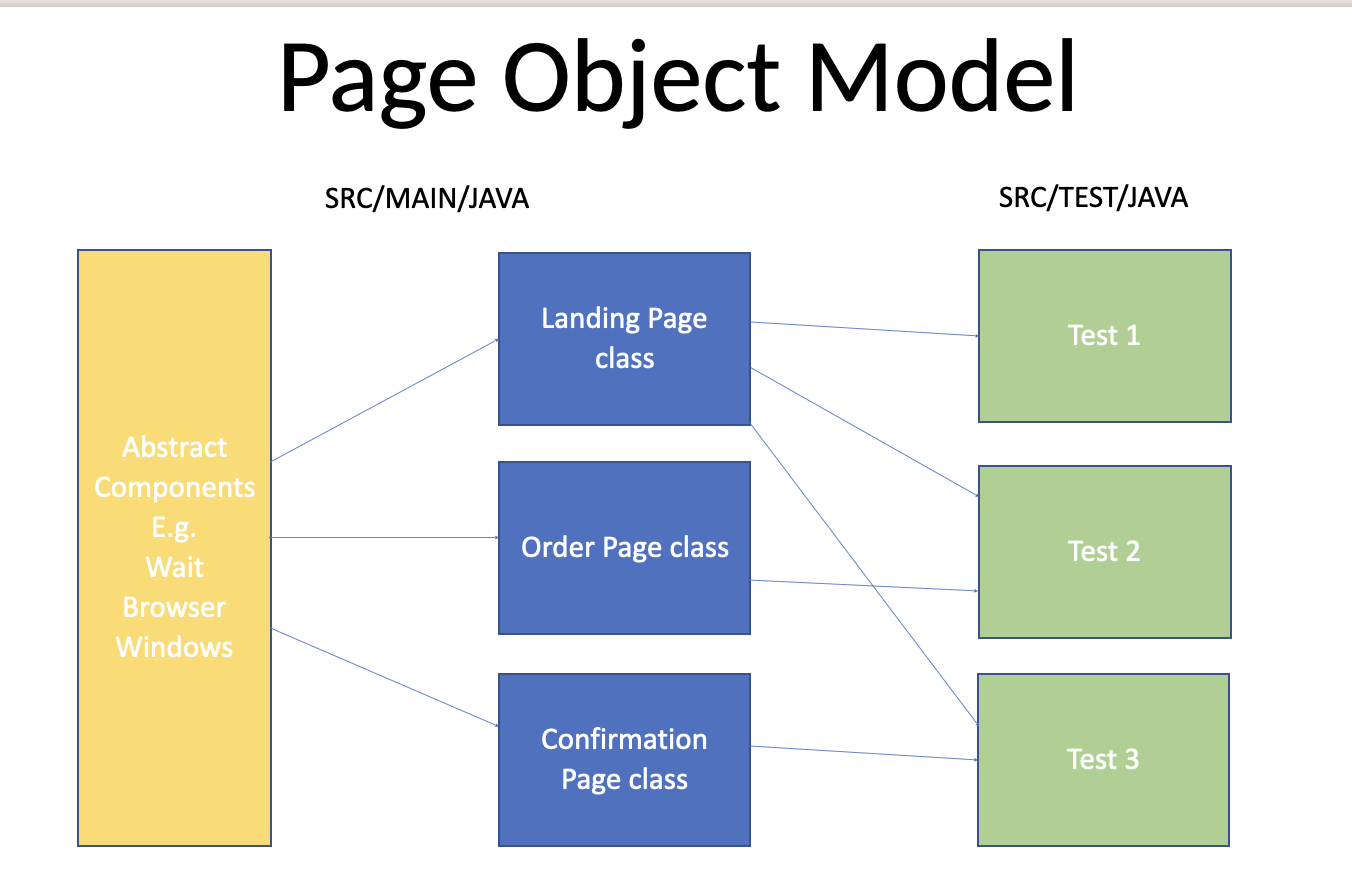 Page Object Model
SRC/MAIN/JAVA
SRC/TEST/JAVA
Abstract
Components
E.g.
Wait
Browser
Windows
Landing Page
class
Order Page class
Confirmation
Page class
Test 1
Test 2
Test 3